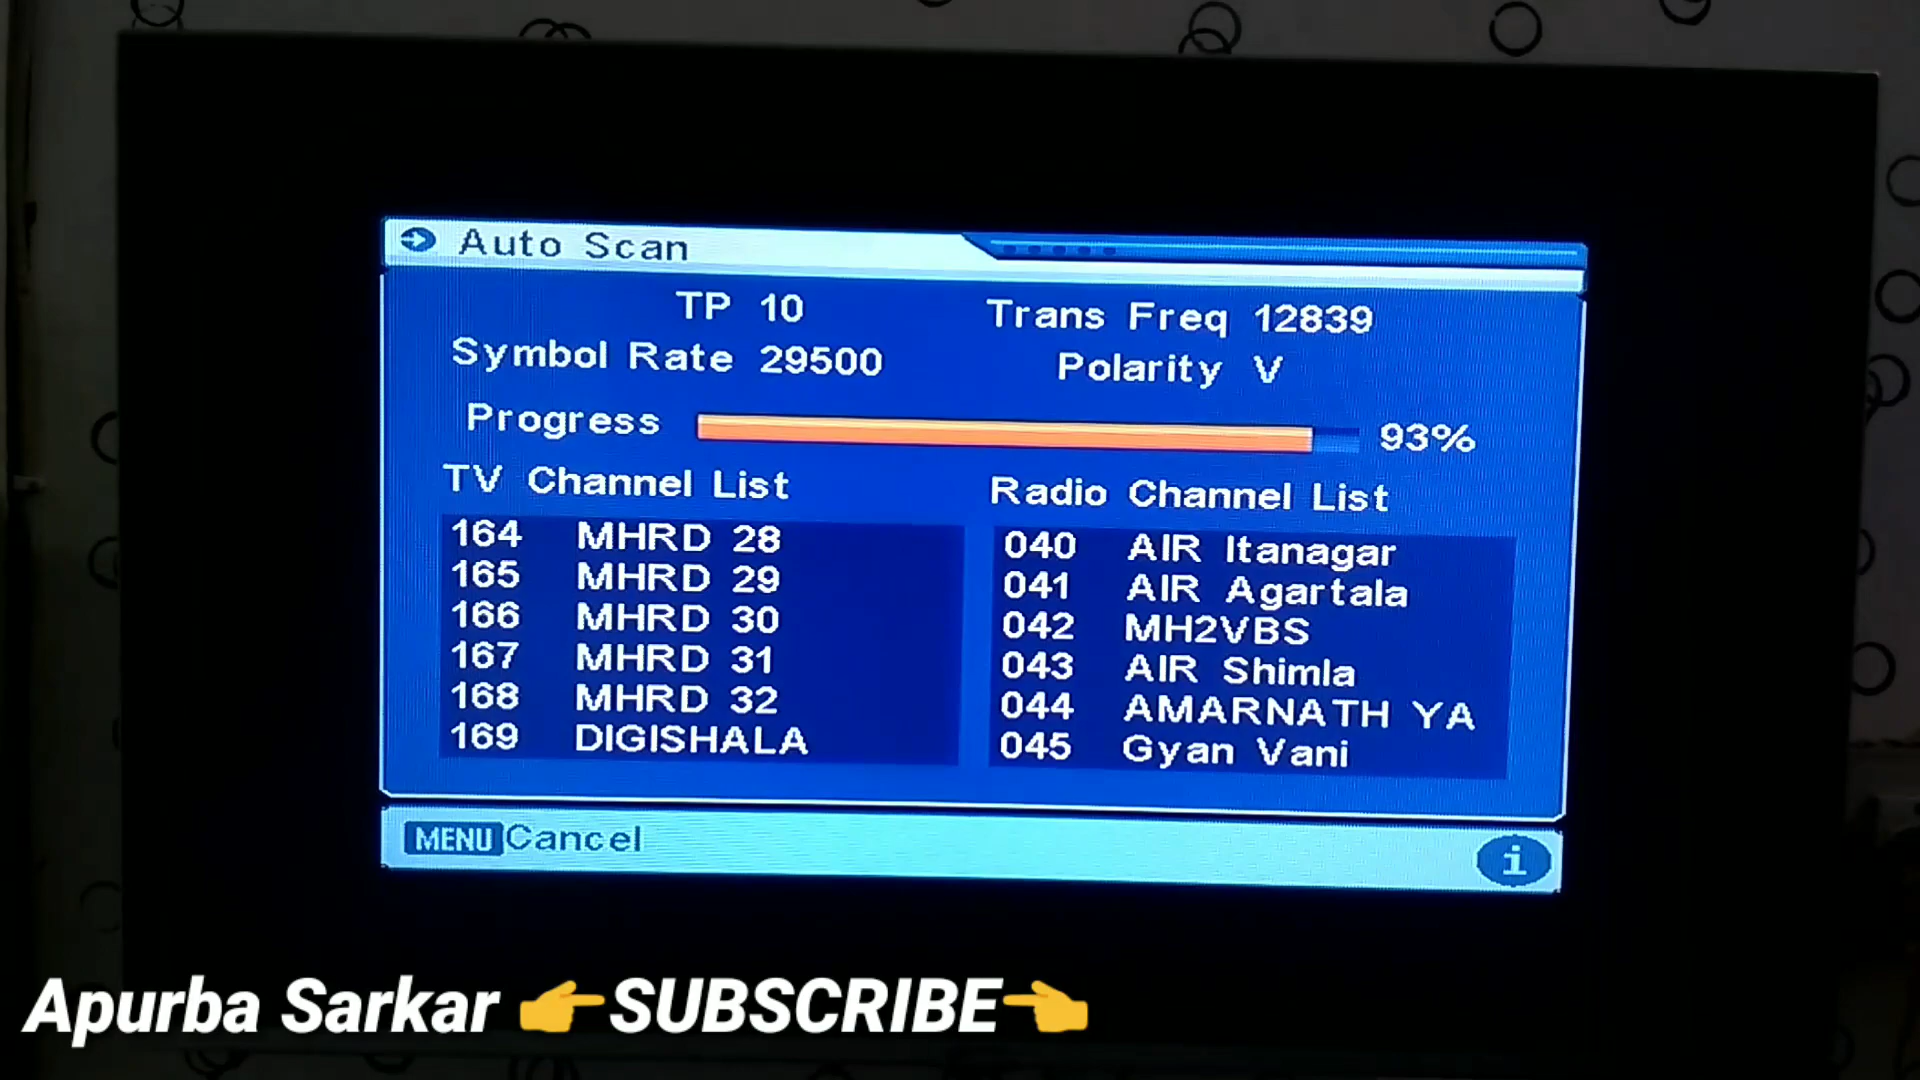 Auto Scan
TP 10 Trans Freq 12839
Symbol Rate 29500 Polarity V
Progress 93%
TV Channel List Radio Channel List
164 MHRD 28 040 AIR Itanagar
165 MHRD 29 041 AIR Agartala
166 MHRD 30 042 MH2VBS
167 MHRD 31 043 AIR Shimla
168 MHRD 32 044 AMARNATH YA
169 DIGISHALA 045 Gyan Vani
MENU Cancel i
Apurba Sarkar 👉SUBSCRIBE👈